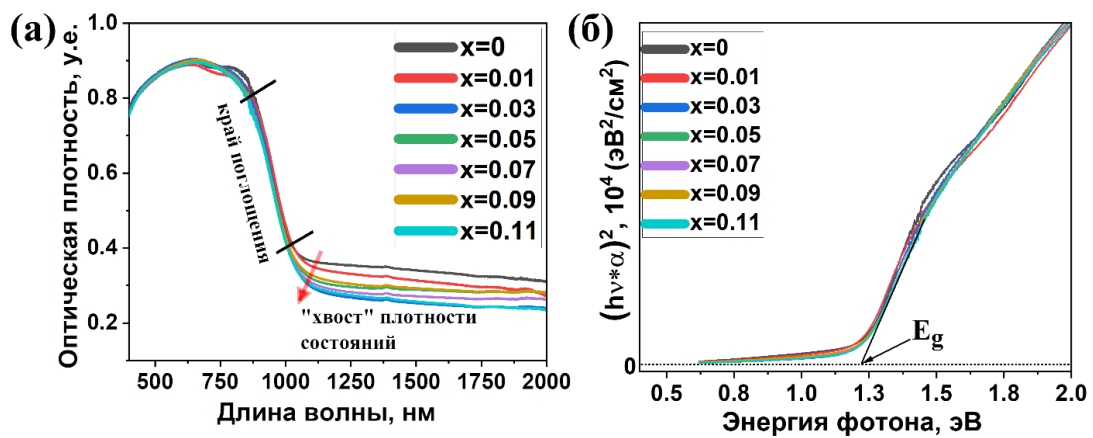 (а)
Оптическая плотность, у.е.
1.0
0.8
0.6
0.4
0.2
x=0
x=0.01
x=0.03
x=0.05
x=0.07
x=0.09
x=0.11
край поглощения
"хвост" плотности
состояний
500
750
1000
1250
1500
1750
2000
Длина волны, нм
(б)
(hν*α)², 10⁴ (эВ²/см²)
0
x=0
x=0.01
x=0.03
x=0.05
x=0.07
x=0.09
x=0.11
Eg
0.5
0.8
1.0
1.3
1.5
1.8
2.0
Энергия фотона, эВ